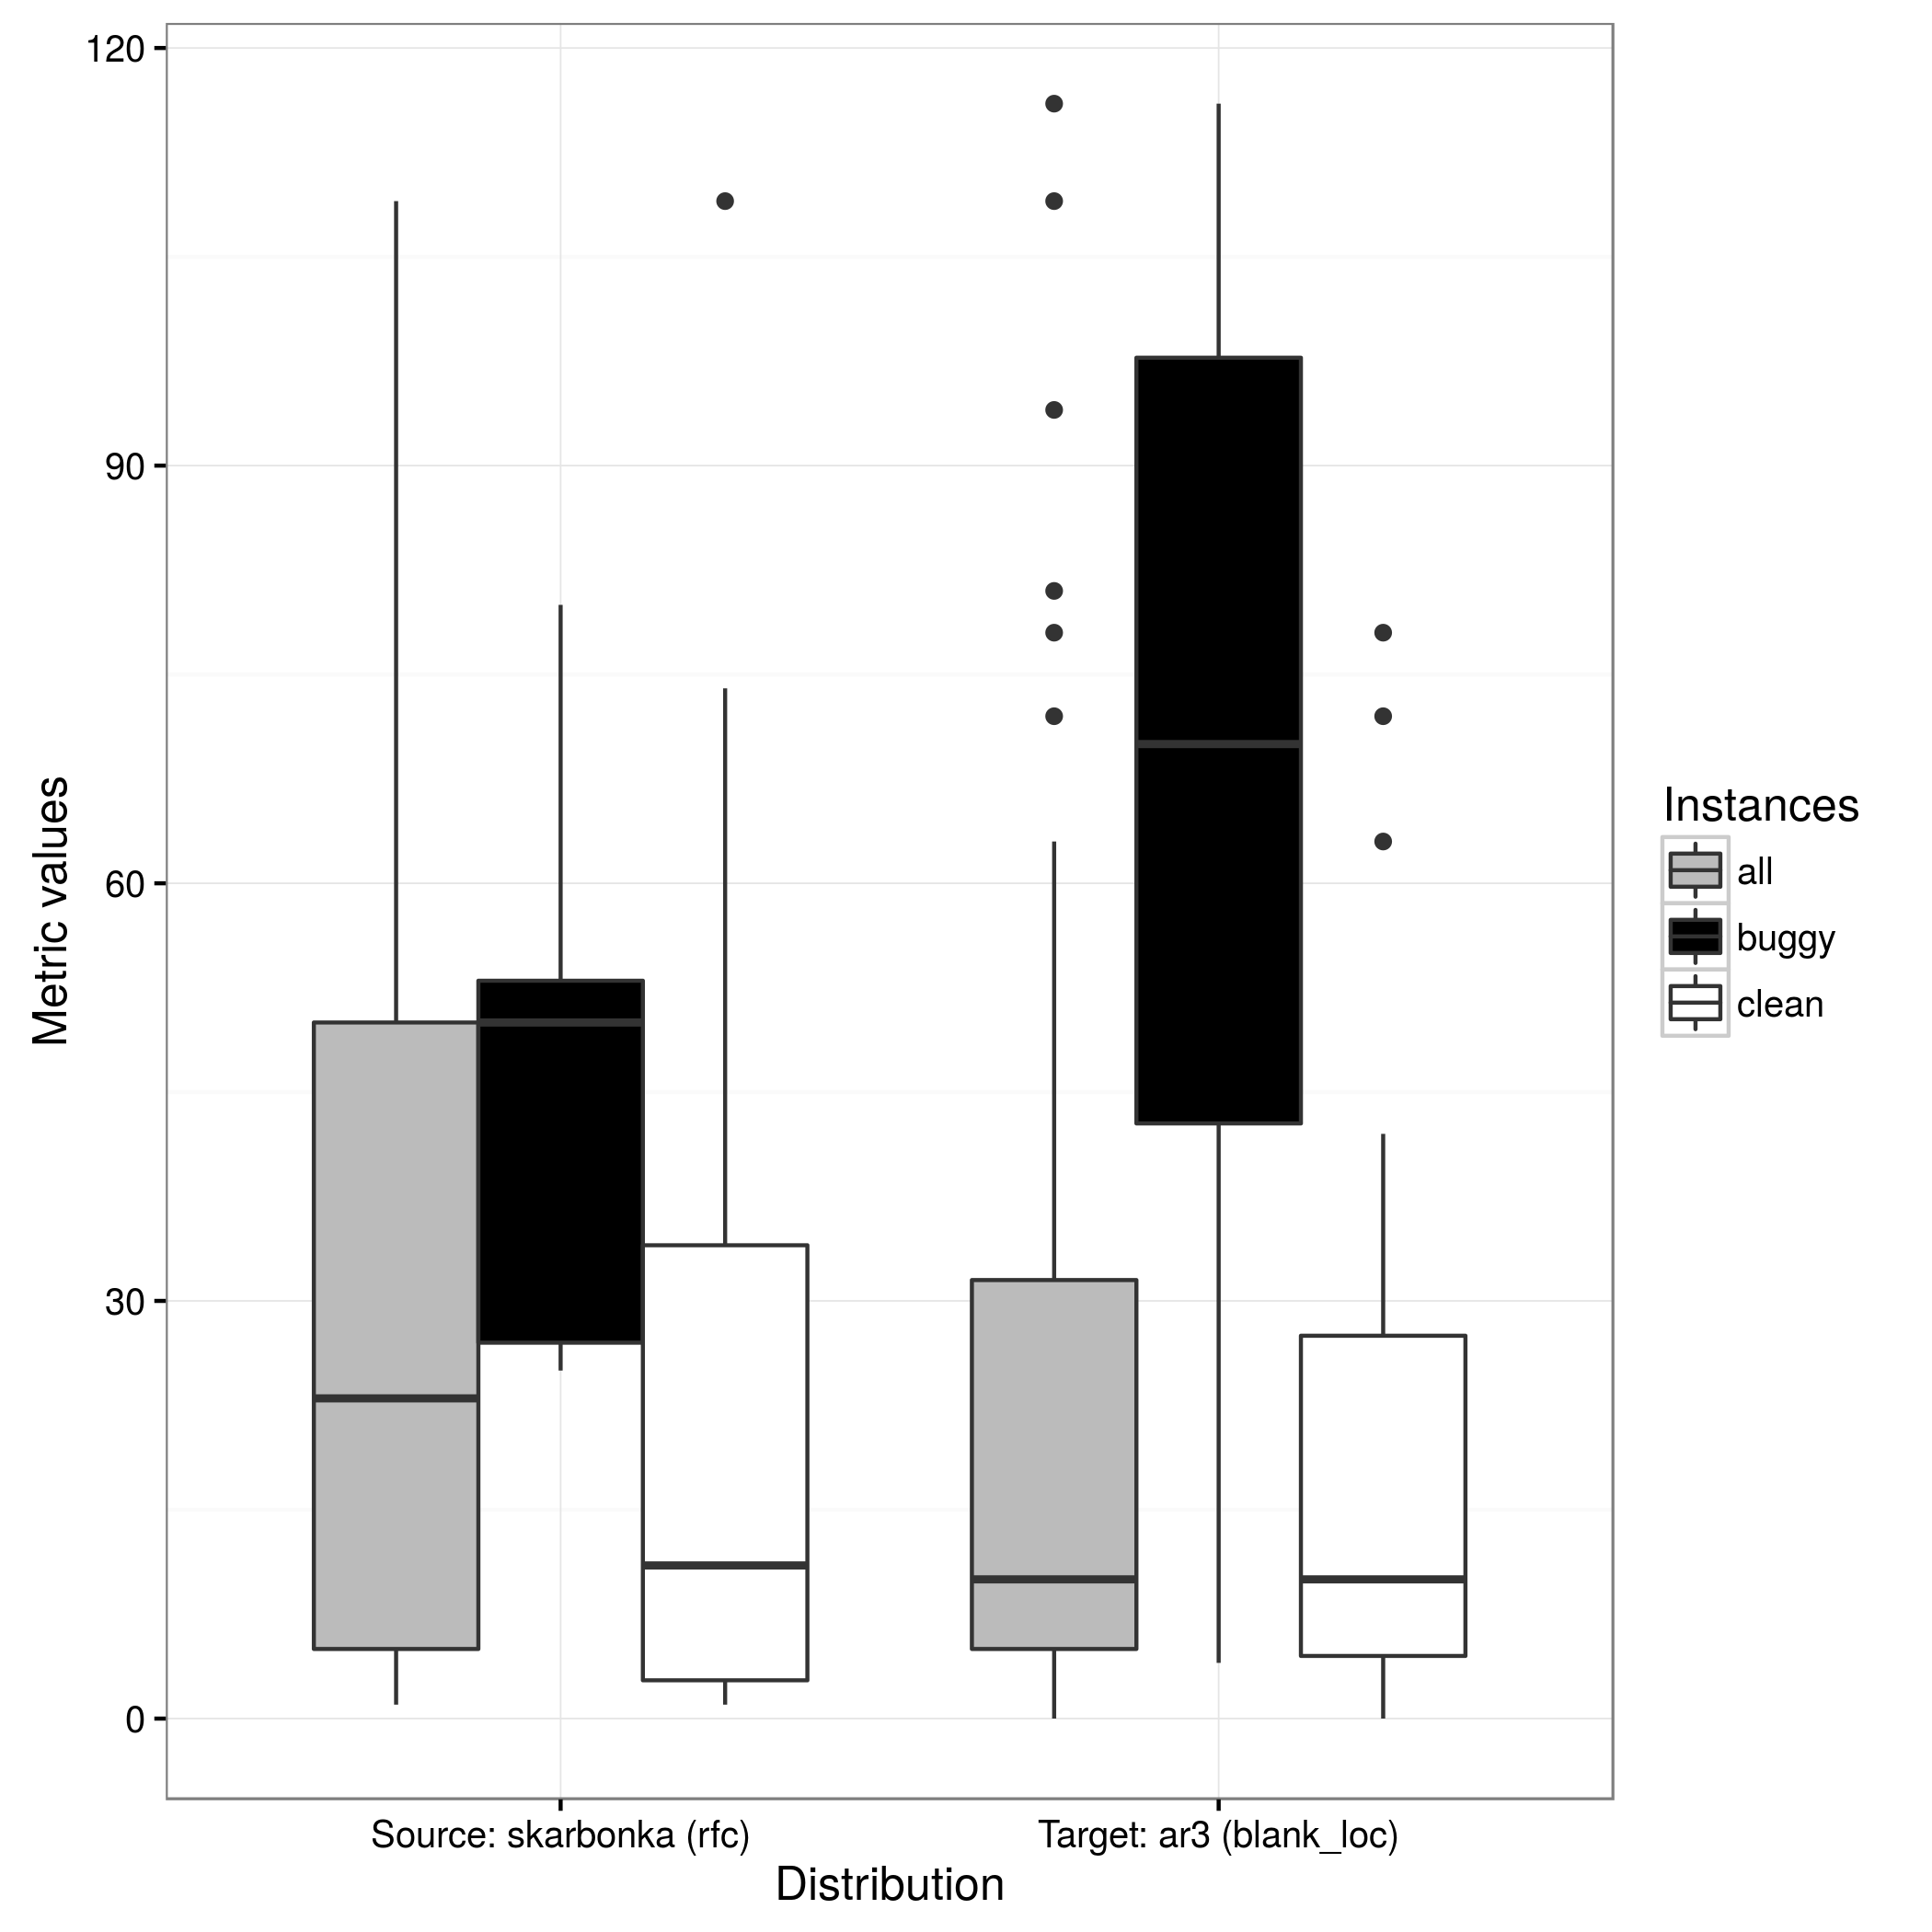 120
90
60
30
0
Metric values
Source: skarbonka (rfc)
Target: ar3 (blank_loc)
Distribution
Instances
all
buggy
clean